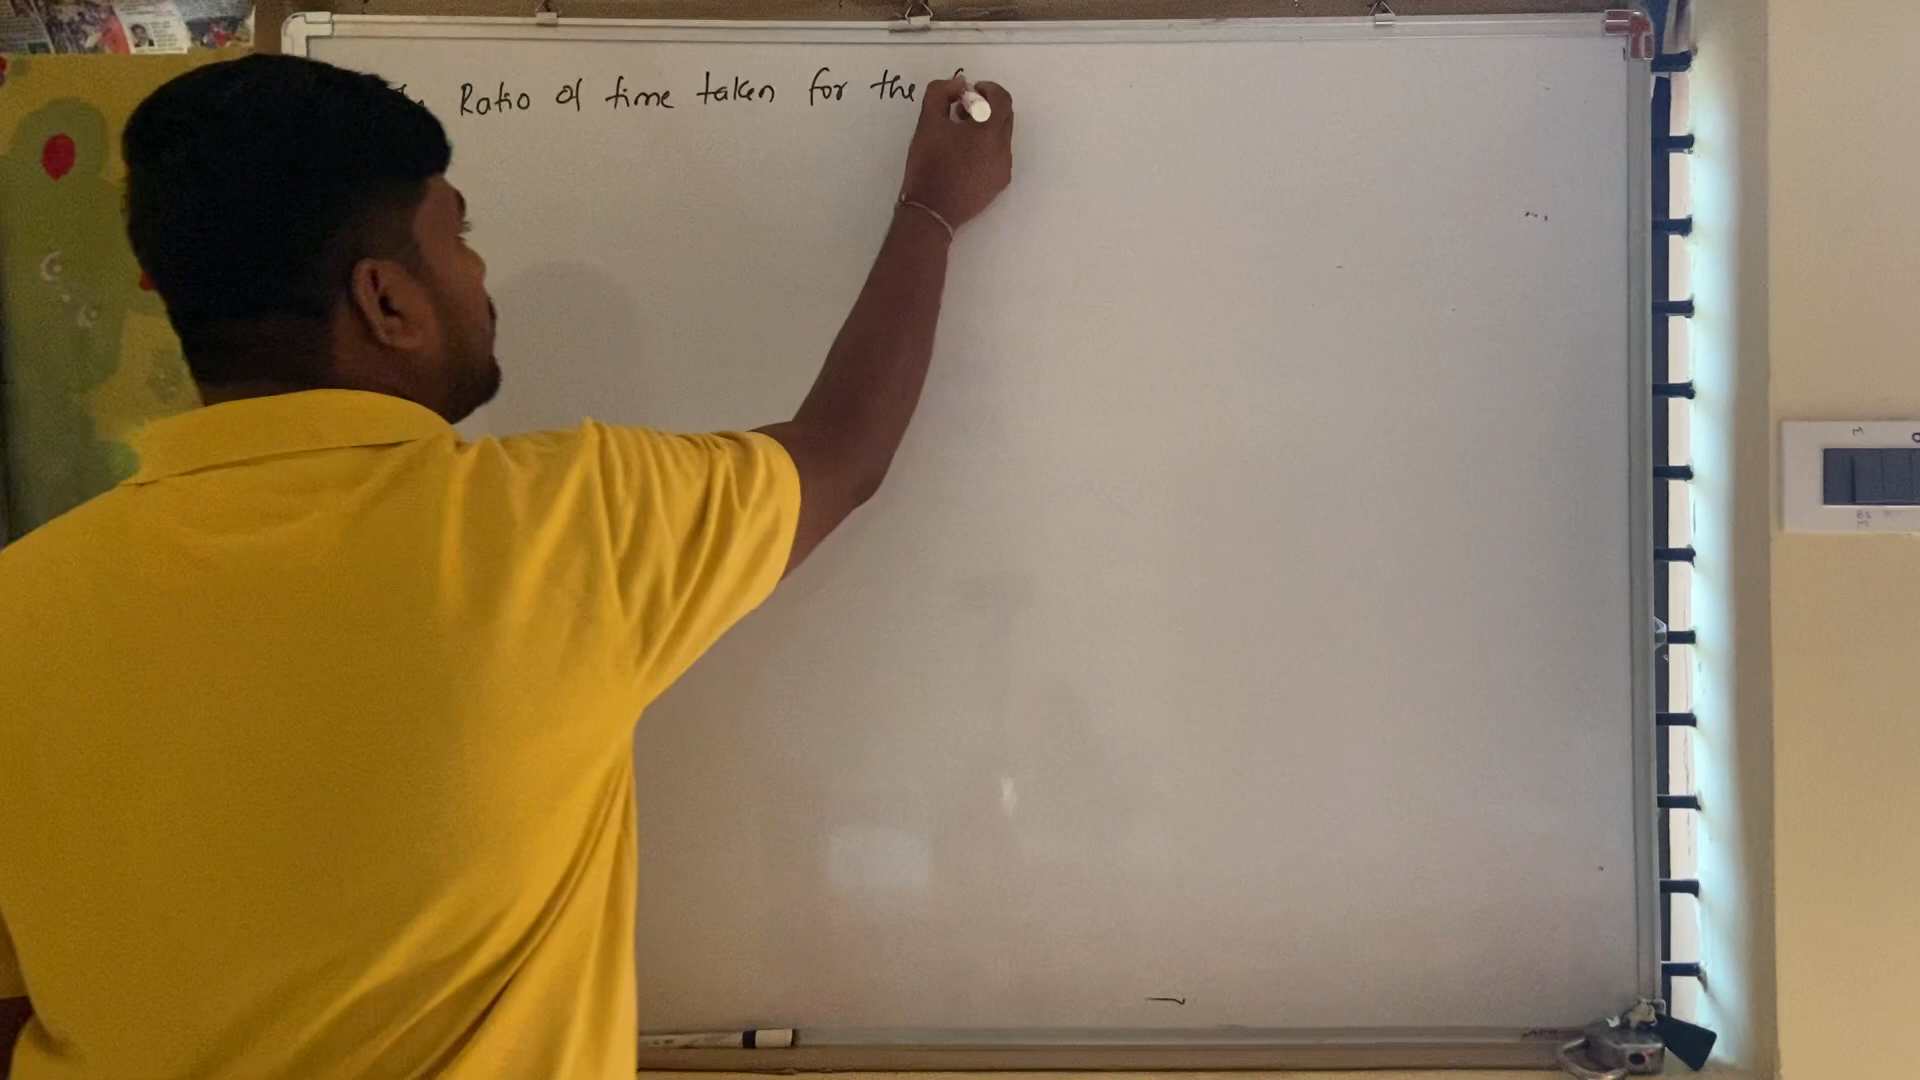 Ratio of time taken for the